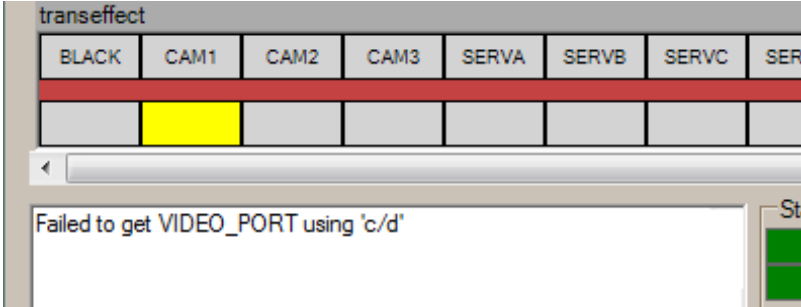 transeffect
BLACK CAM1 CAM2 CAM3 SERVA SERVB SERVC
Failed to get VIDEO_PORT using 'c/d'